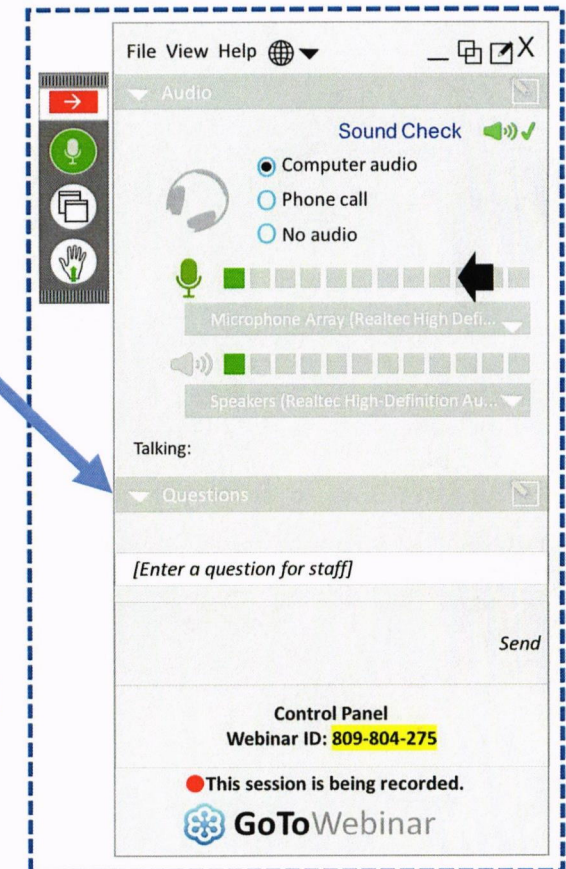 File View Help
Audio
Sound Check
Computer audio
Phone call
No audio
Microphone Array (Realtec High Defi...
Speakers (Realtec High-Definition Au...
Talking:
Questions
[Enter a question for staff]
Send
Control Panel
Webinar ID: 809-804-275
This session is being recorded.
GoToWebinar